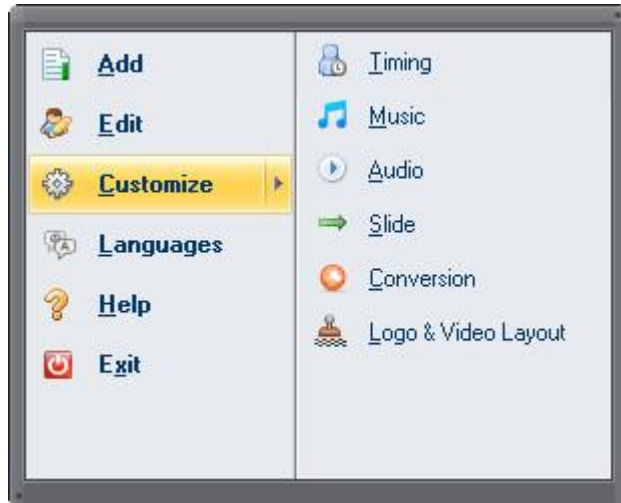 Add
Edit
Customize
Languages
Help
Exit
Timing
Music
Audio
Slide
Conversion
Logo & Video Layout